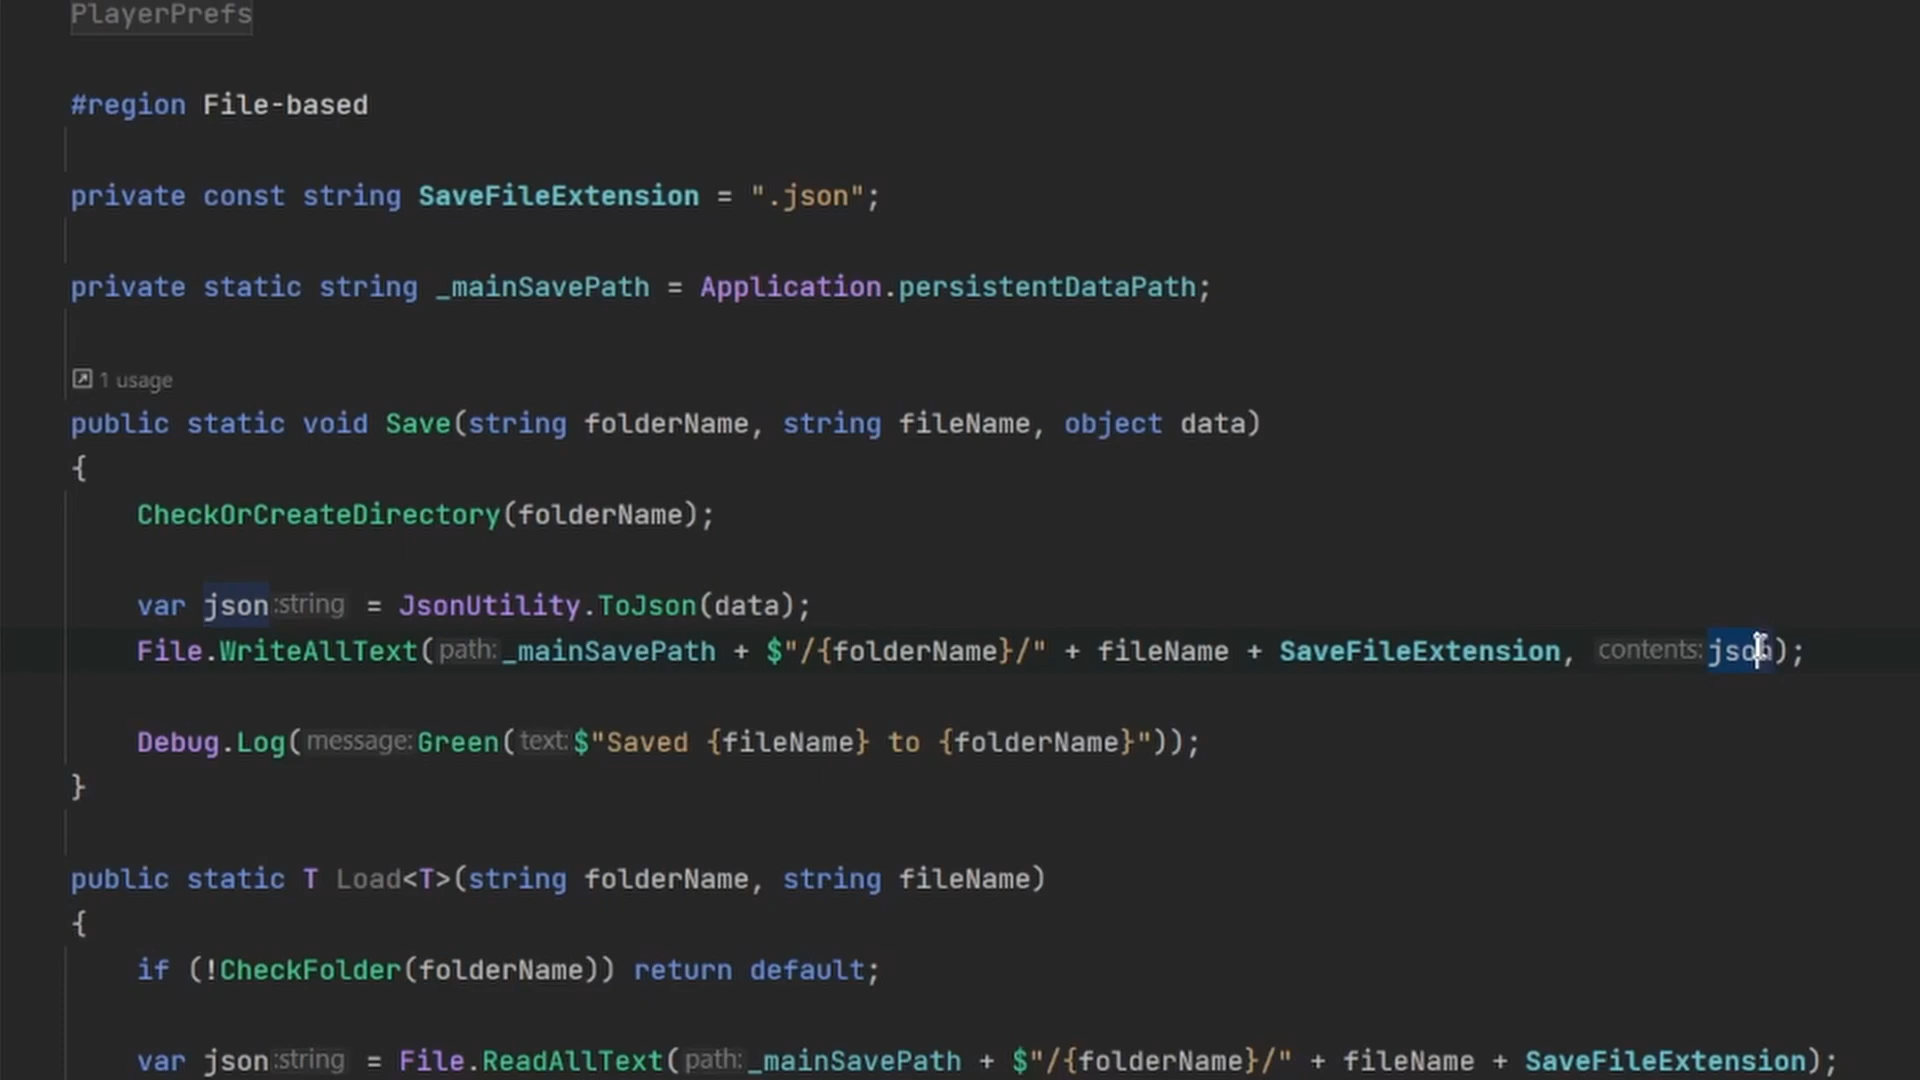 PlayerPrefs
#region File-based
private const string SaveFileExtension = ".json";
private static string _mainSavePath = Application.persistentDataPath;
1 usage
public static void Save(string folderName, string fileName, object data)
{
CheckOrCreateDirectory(folderName);
var json:string = JsonUtility.ToJson(data);
File.WriteAllText(path:_mainSavePath + $"/{folderName}/" + fileName + SaveFileExtension, contents:json);
Debug.Log(message:Green(text:$"Saved {fileName} to {folderName}"));
}
public static T Load<T>(string folderName, string fileName)
{
if (!CheckFolder(folderName)) return default;
var json:string = File.ReadAllText(path:_mainSavePath + $"/{folderName}/" + fileName + SaveFileExtension);